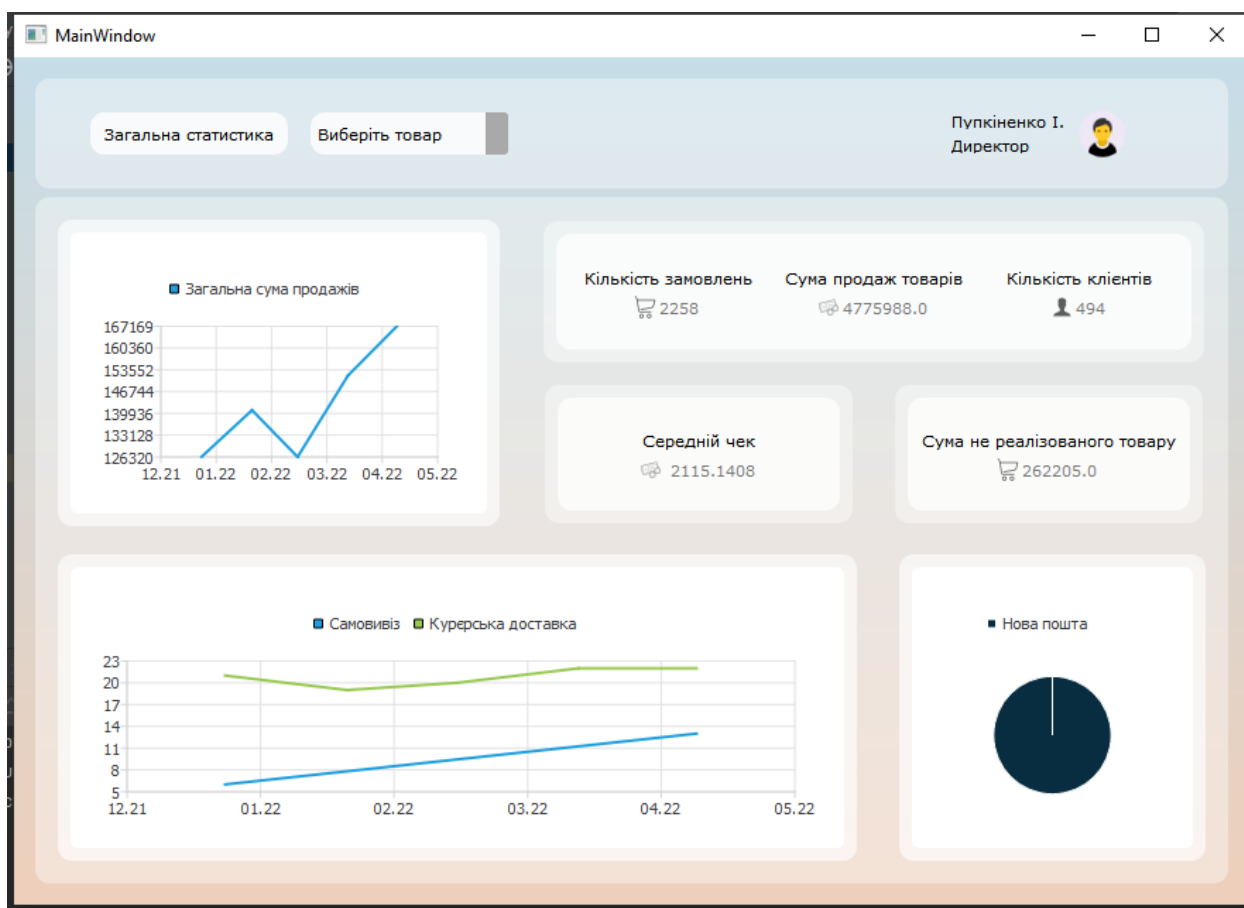 MainWindow
Загальна статистика
Виберіть товар
Пупкіненко І.
Директор
Загальна сума продажів
167169
160360
153552
146744
139936
133128
126320
12.21 01.22 02.22 03.22 04.22 05.22
Кількість замовлень
2258
Сума продаж товарів
4775988.0
Кількість клієнтів
494
Середній чек
2115.1408
Сума не реалізованого товару
262205.0
Самовивіз Курєрська доставка
23
20
17
14
11
8
5
12.21 01.22 02.22 03.22 04.22 05.22
Нова пошта